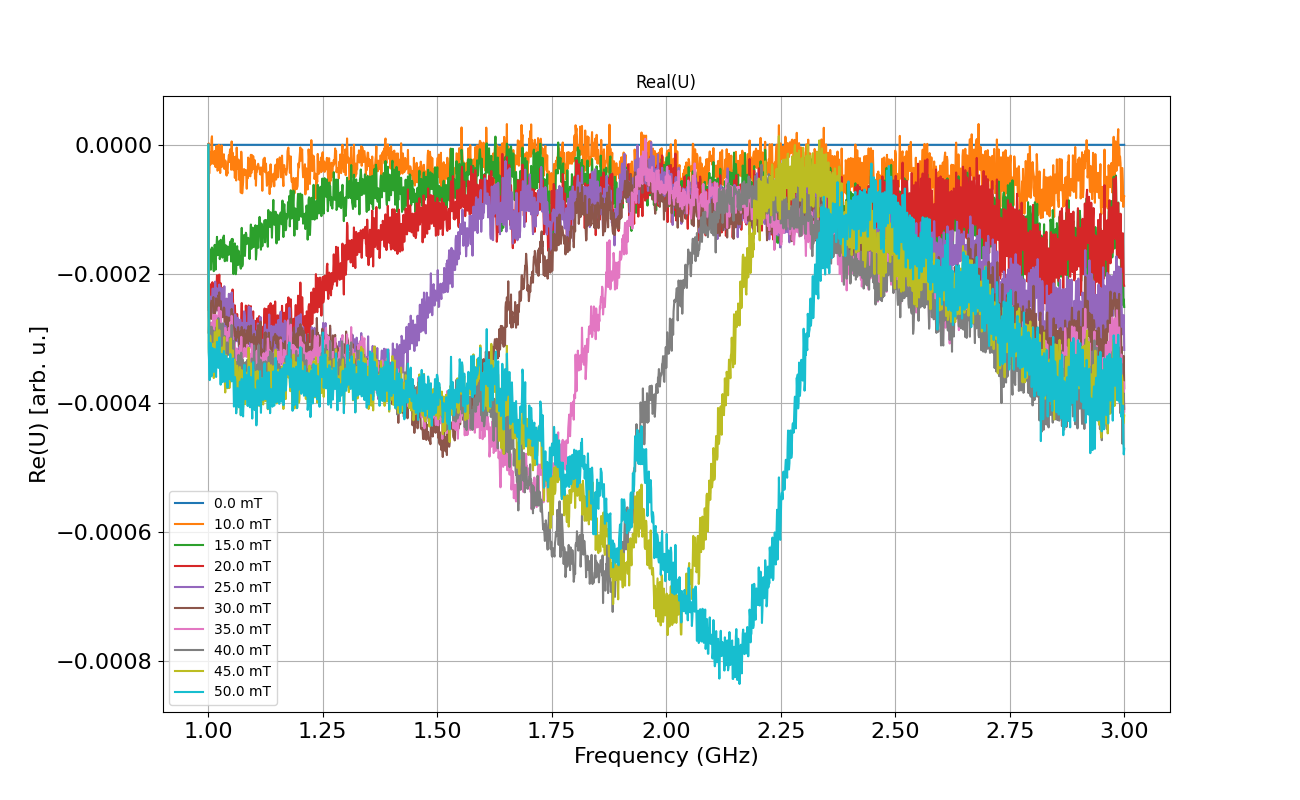 Real(U)
0.0000
−0.0002
−0.0004
−0.0006
−0.0008
Re(U) [arb. u.]
0.0 mT
10.0 mT
15.0 mT
20.0 mT
25.0 mT
30.0 mT
35.0 mT
40.0 mT
45.0 mT
50.0 mT
1.00 1.25 1.50 1.75 2.00 2.25 2.50 2.75 3.00
Frequency (GHz)